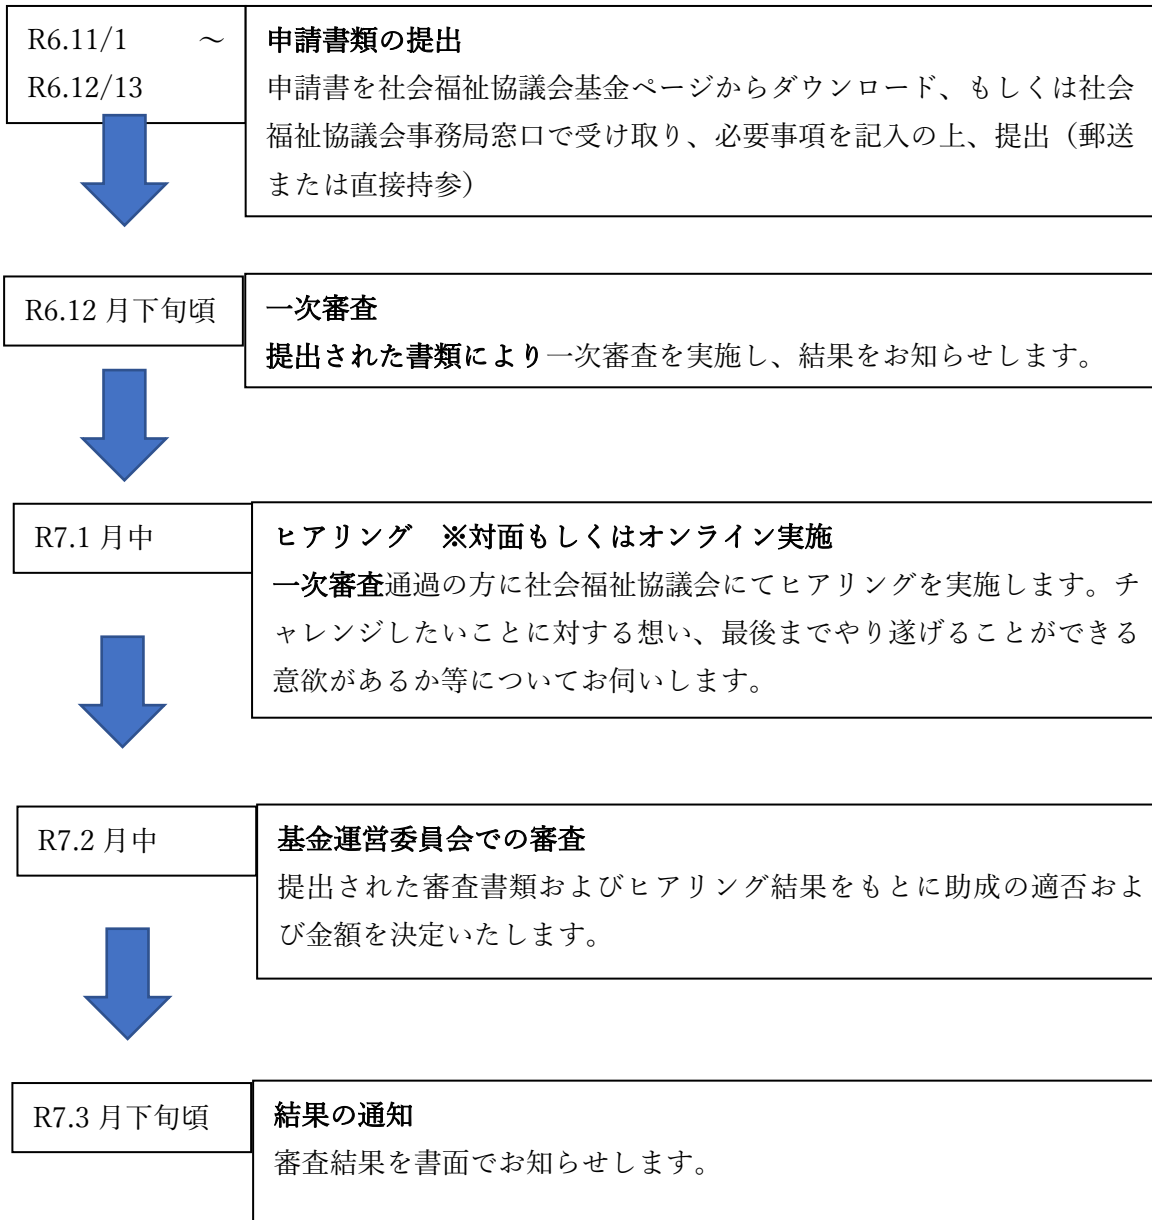 R6.11/1 ～
R6.12/13
申請書類の提出
申請書を社会福祉協議会基金ページからダウンロード、もしくは社会
福祉協議会事務局窓口で受け取り、必要事項を記入の上、提出（郵送
または直接持参）
R6.12 月下旬頃
一次審査
提出された書類により一次審査を実施し、結果をお知らせします。
R7.1 月中
ヒアリング　※対面もしくはオンライン実施
一次審査通過の方に社会福祉協議会にてヒアリングを実施します。チ
ャレンジしたいことに対する想い、最後までやり遂げることができる
意欲があるか等についてお伺いします。
R7.2 月中
基金運営委員会での審査
提出された審査書類およびヒアリング結果をもとに助成の適否およ
び金額を決定いたします。
R7.3 月下旬頃
結果の通知
審査結果を書面でお知らせします。